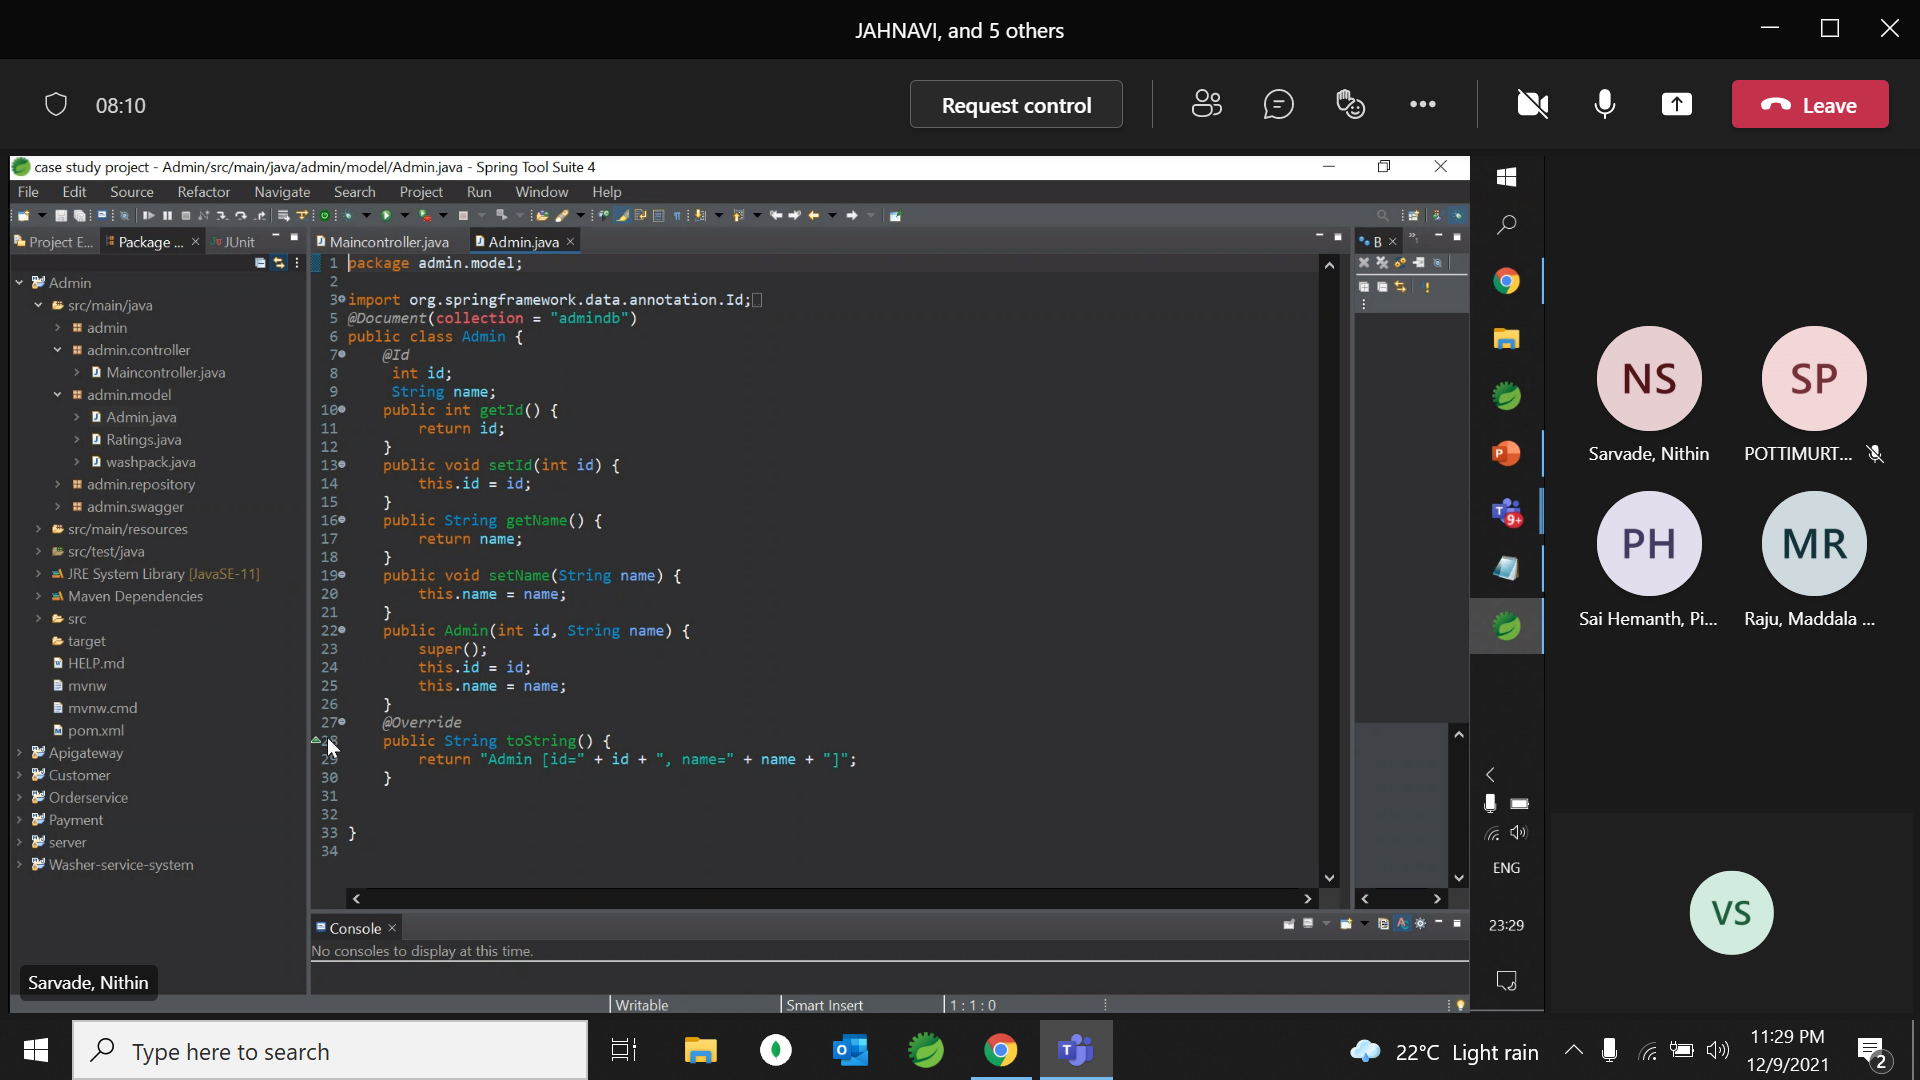 JAHNAVI, and 5 others
08:10
Request control
Leave
case study project - Admin/src/main/java/admin/model/Admin.java - Spring Tool Suite 4
File Edit Source Refactor Navigate Search Project Run Window Help
Project E... Package ... JUnit
Maincontroller.java Admin.java
B
Admin
src/main/java
admin
admin.controller
Maincontroller.java
admin.model
Admin.java
Ratings.java
washpack.java
admin.repository
admin.swagger
src/main/resources
src/test/java
JRE System Library [JavaSE-11]
Maven Dependencies
src
target
HELP.md
mvnw
mvnw.cmd
pom.xml
Apigateway
Customer
Orderservice
Payment
server
Washer-service-system
1 package admin.model;
2
3 import org.springframework.data.annotation.Id;
5 @Document(collection = "admindb")
6 public class Admin {
7 @Id
8 int id;
9 String name;
10 public int getId() {
11 return id;
12 }
13 public void setId(int id) {
14 this.id = id;
15 }
16 public String getName() {
17 return name;
18 }
19 public void setName(String name) {
20 this.name = name;
21 }
22 public Admin(int id, String name) {
23 super();
24 this.id = id;
25 this.name = name;
26 }
27 @Override
28 public String toString() {
29 return "Admin [id=" + id + ", name=" + name + "]";
30 }
31
32
33 }
34
Console
No consoles to display at this time.
Writable Smart Insert 1 : 1 : 0
Sarvade, Nithin
9+
ENG
23:29
NS
Sarvade, Nithin
SP
POTTIMURT...
PH
Sai Hemanth, Pi...
MR
Raju, Maddala ...
VS
Type here to search
22°C Light rain
11:29 PM
12/9/2021
2